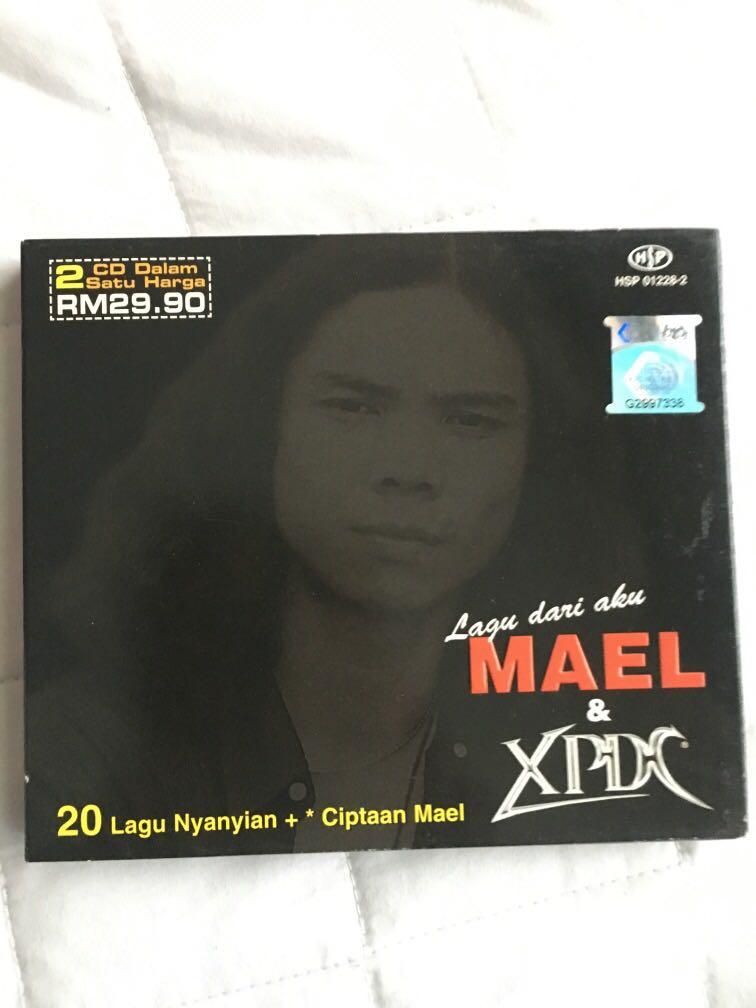 2 CD Dalam
Satu Harga
RM29.90
HSP
HSP 01228-2
G2997338
Lagu dari aku
MAEL
&
XPDC
20 Lagu Nyanyian + * Ciptaan Mael